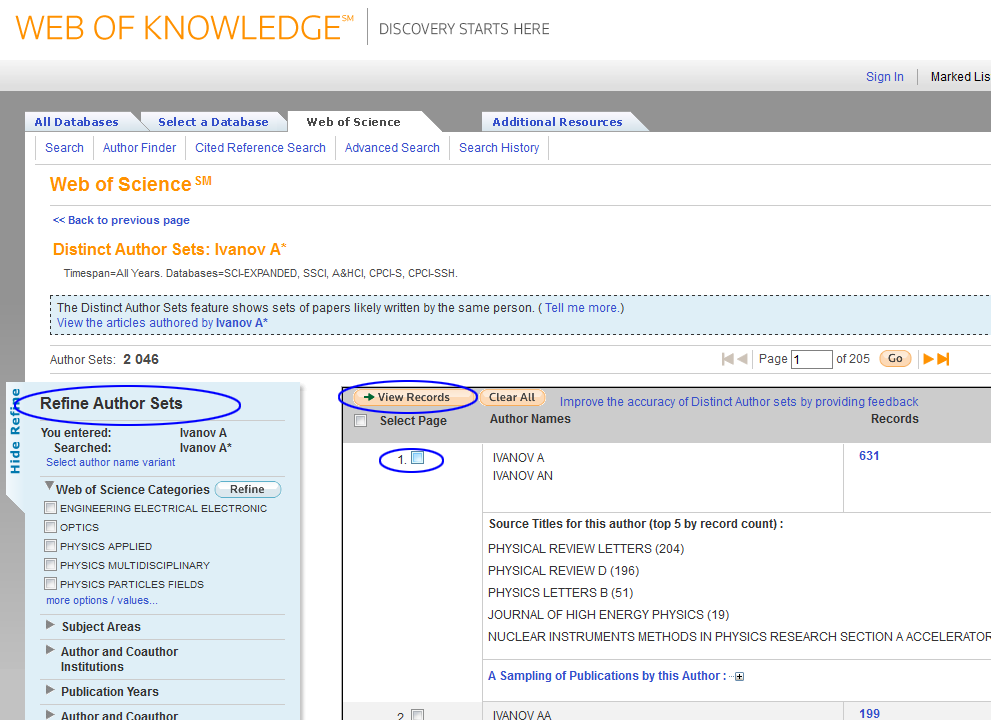 WEB OF KNOWLEDGE℠ DISCOVERY STARTS HERE
Sign In Marked Lis
All Databases Select a Database Web of Science Additional Resources
Search Author Finder Cited Reference Search Advanced Search Search History
Web of Science ℠
<< Back to previous page
Distinct Author Sets: Ivanov A*
Timespan=All Years. Databases=SCI-EXPANDED, SSCI, A&HCI, CPCI-S, CPCI-SSH.
The Distinct Author Sets feature shows sets of papers likely written by the same person. ( Tell me more.)
View the articles authored by Ivanov A*
Author Sets: 2 046 Page 1 of 205 Go
Hide Refine
Refine Author Sets
You entered: Ivanov A
Searched: Ivanov A*
Select author name variant
Web of Science Categories Refine
ENGINEERING ELECTRICAL ELECTRONIC
OPTICS
PHYSICS APPLIED
PHYSICS MULTIDISCIPLINARY
PHYSICS PARTICLES FIELDS
more options / values...
Subject Areas
Author and Coauthor
Institutions
Publication Years
Author and Coauthor
View Records Clear All Improve the accuracy of Distinct Author sets by providing feedback
Select Page Author Names Records
1. IVANOV A 631
IVANOV AN
Source Titles for this author (top 5 by record count) :
PHYSICAL REVIEW LETTERS (204)
PHYSICAL REVIEW D (196)
PHYSICS LETTERS B (51)
JOURNAL OF HIGH ENERGY PHYSICS (19)
NUCLEAR INSTRUMENTS METHODS IN PHYSICS RESEARCH SECTION A ACCELERATOR
A Sampling of Publications by this Author :
2. IVANOV AA 199